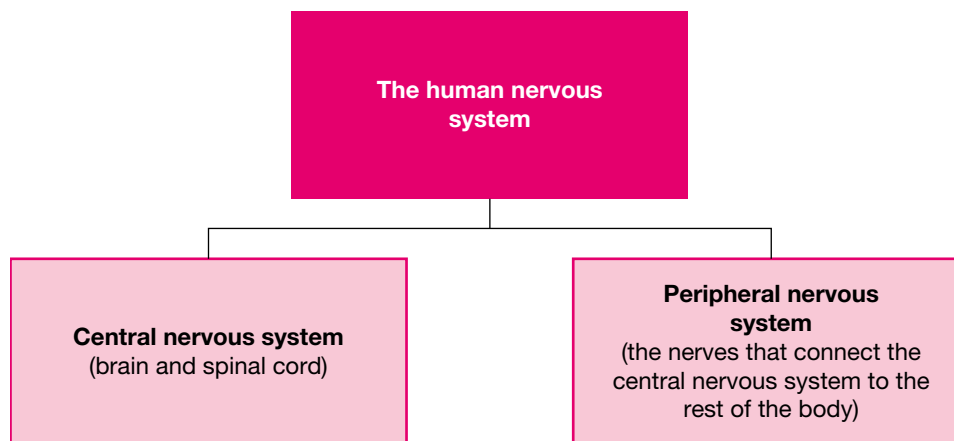 The human nervous
system
Central nervous system
(brain and spinal cord)
Peripheral nervous
system
(the nerves that connect the
central nervous system to the
rest of the body)